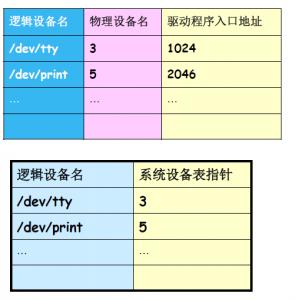 逻辑设备名 物理设备名 驱动程序入口地址
/dev/tty 3 1024
/dev/print 5 2046
... ... ...
逻辑设备名 系统设备表指针
/dev/tty 3
/dev/print 5
... ...